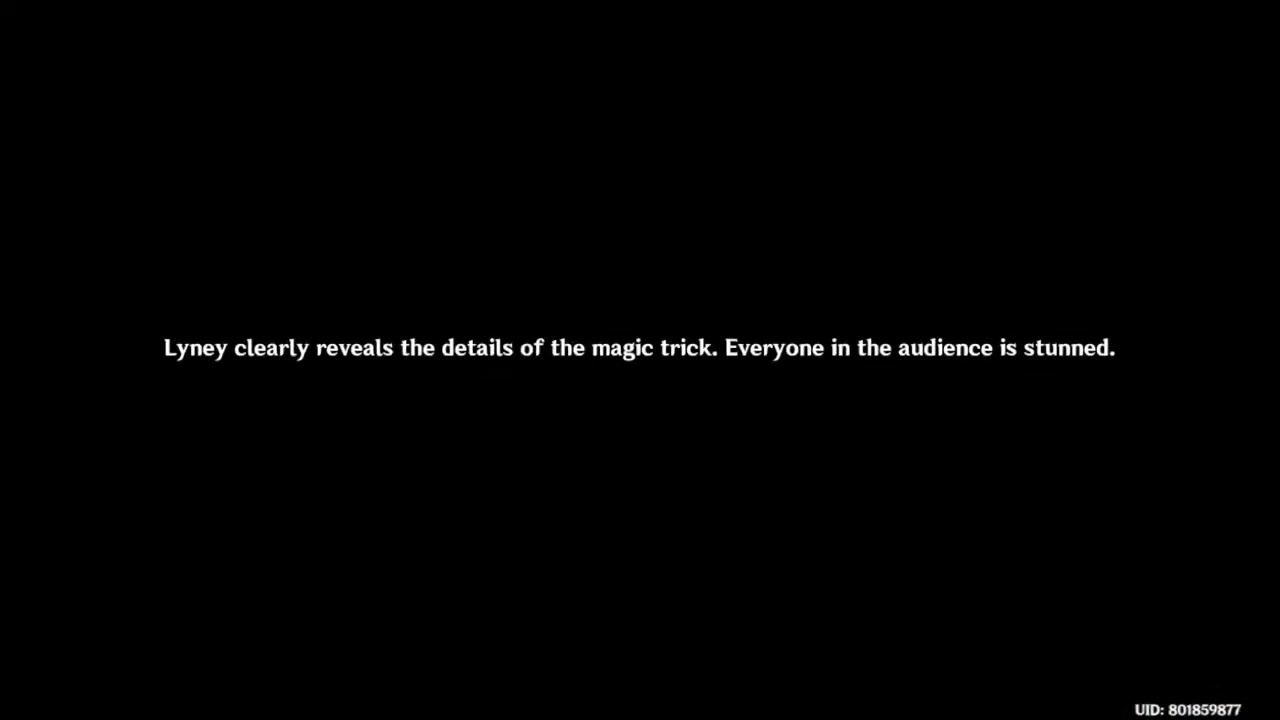 Lyney clearly reveals the details of the magic trick. Everyone in the audience is stunned.
UID: 801859877